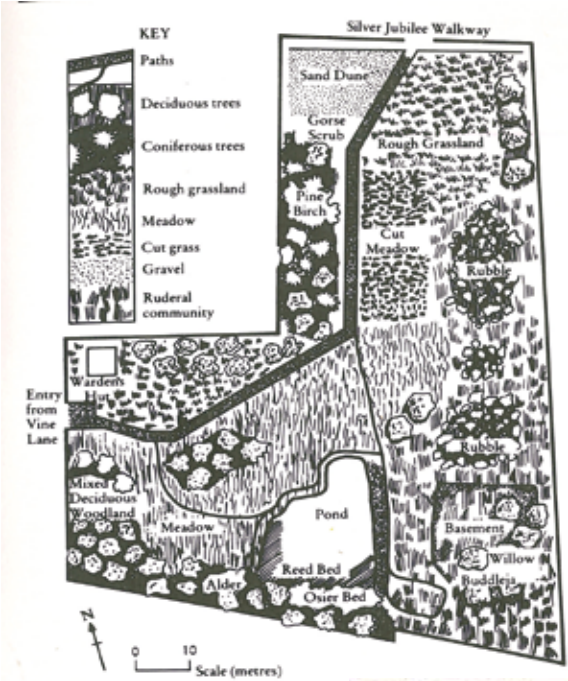 Silver Jubilee Walkway
KEY
Paths
Deciduous trees
Coniferous trees
Rough grassland
Meadow
Cut grass
Gravel
Ruderal
community
Sand Dune
Gorse
Scrub
Rough Grassland
Pine
Birch
Cut
Meadow
Rubble
Warden's
Hut
Entry
from
Vine
Lane
Rubble
Mixed
Deciduous
Woodland
Meadow
Pond
Basement
Willow
Reed Bed
Buddleja
Alder
Osier Bed
N
0 10
Scale (metres)